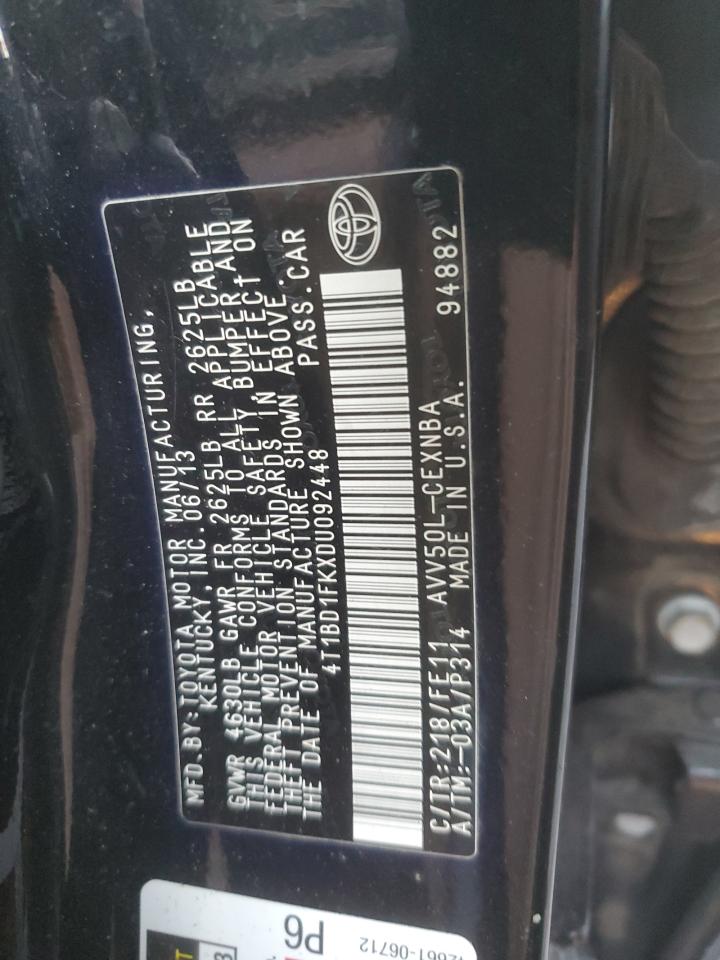 MFD.BY:TOYOTA MOTOR MANUFACTURING,
KENTUCKY, INC. 06/13
GVWR 4630LB GAWR FR 2625LB RR 2625LB
THIS VEHICLE CONFORMS TO ALL APPLICABLE
FEDERAL MOTOR VEHICLE SAFETY,BUMPER,AND
THEFT PREVENTION STANDARDS IN EFFECT ON
THE DATE OF MANUFACTURE SHOWN ABOVE.
4T1BD1FKXDU092448 PASS.CAR
C/TR:218/FE11 AVV50L-CEXNBA
A/TM:-03A/P314 MADE IN U.S.A. 94882
P6